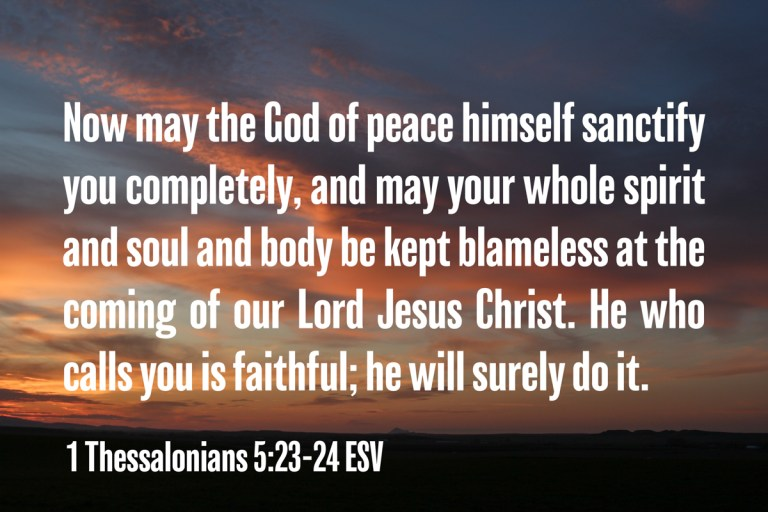 Now may the God of peace himself sanctify
you completely, and may your whole spirit
and soul and body be kept blameless at the
coming of our Lord Jesus Christ. He who
calls you is faithful; he will surely do it.
1 Thessalonians 5:23-24 ESV